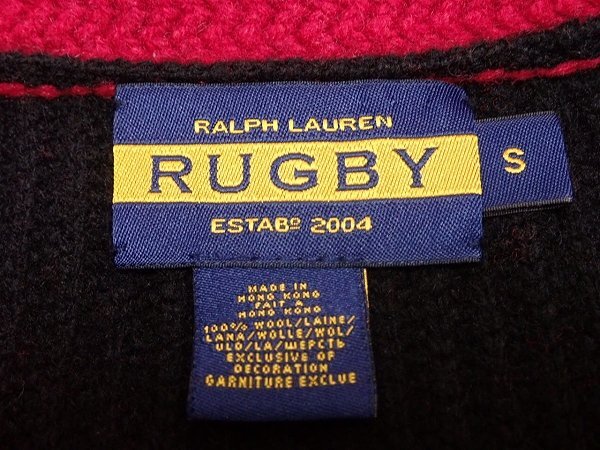 RALPH LAUREN
RUGBY
ESTABº 2004
S
MADE IN
HONG KONG
FAIT A
HONG KONG
100% WOOL/LAINE/
LANA/WOLLE/WOL/
ULO/LA/ШЕРСТЬ
EXCLUSIVE OF
DECORATION
GARNITURE EXCLUE